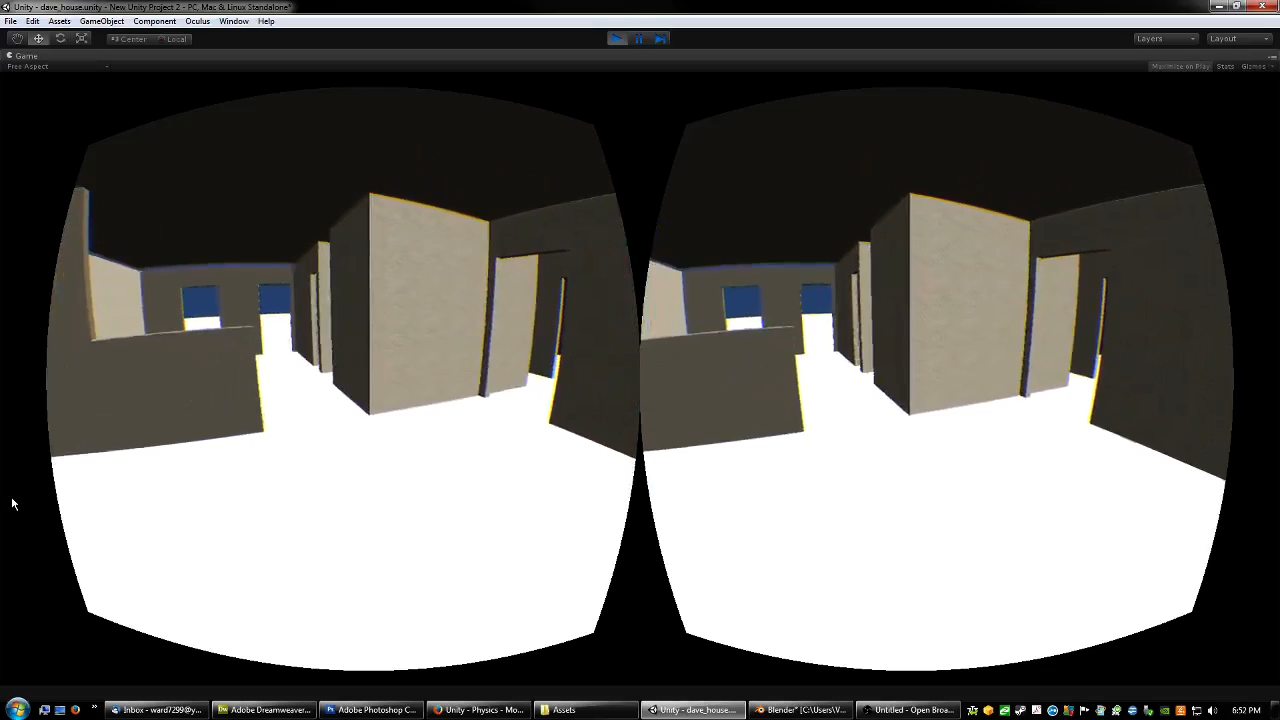 Unity - dave_house.unity - New Unity Project 2 - PC, Mac & Linux Standalone*
File Edit Assets GameObject Component Oculus Window Help
Center Local Layers Layout
Game
Free Aspect Maximize on Play Stats Gizmos
Inbox - ward7299@y... Adobe Dreamweaver... Adobe Photoshop C... Unity - Physics - Mo... Assets Unity - dave_house.... Blender* [C:\Users\V... Untitled - Open Broa... 6:52 PM